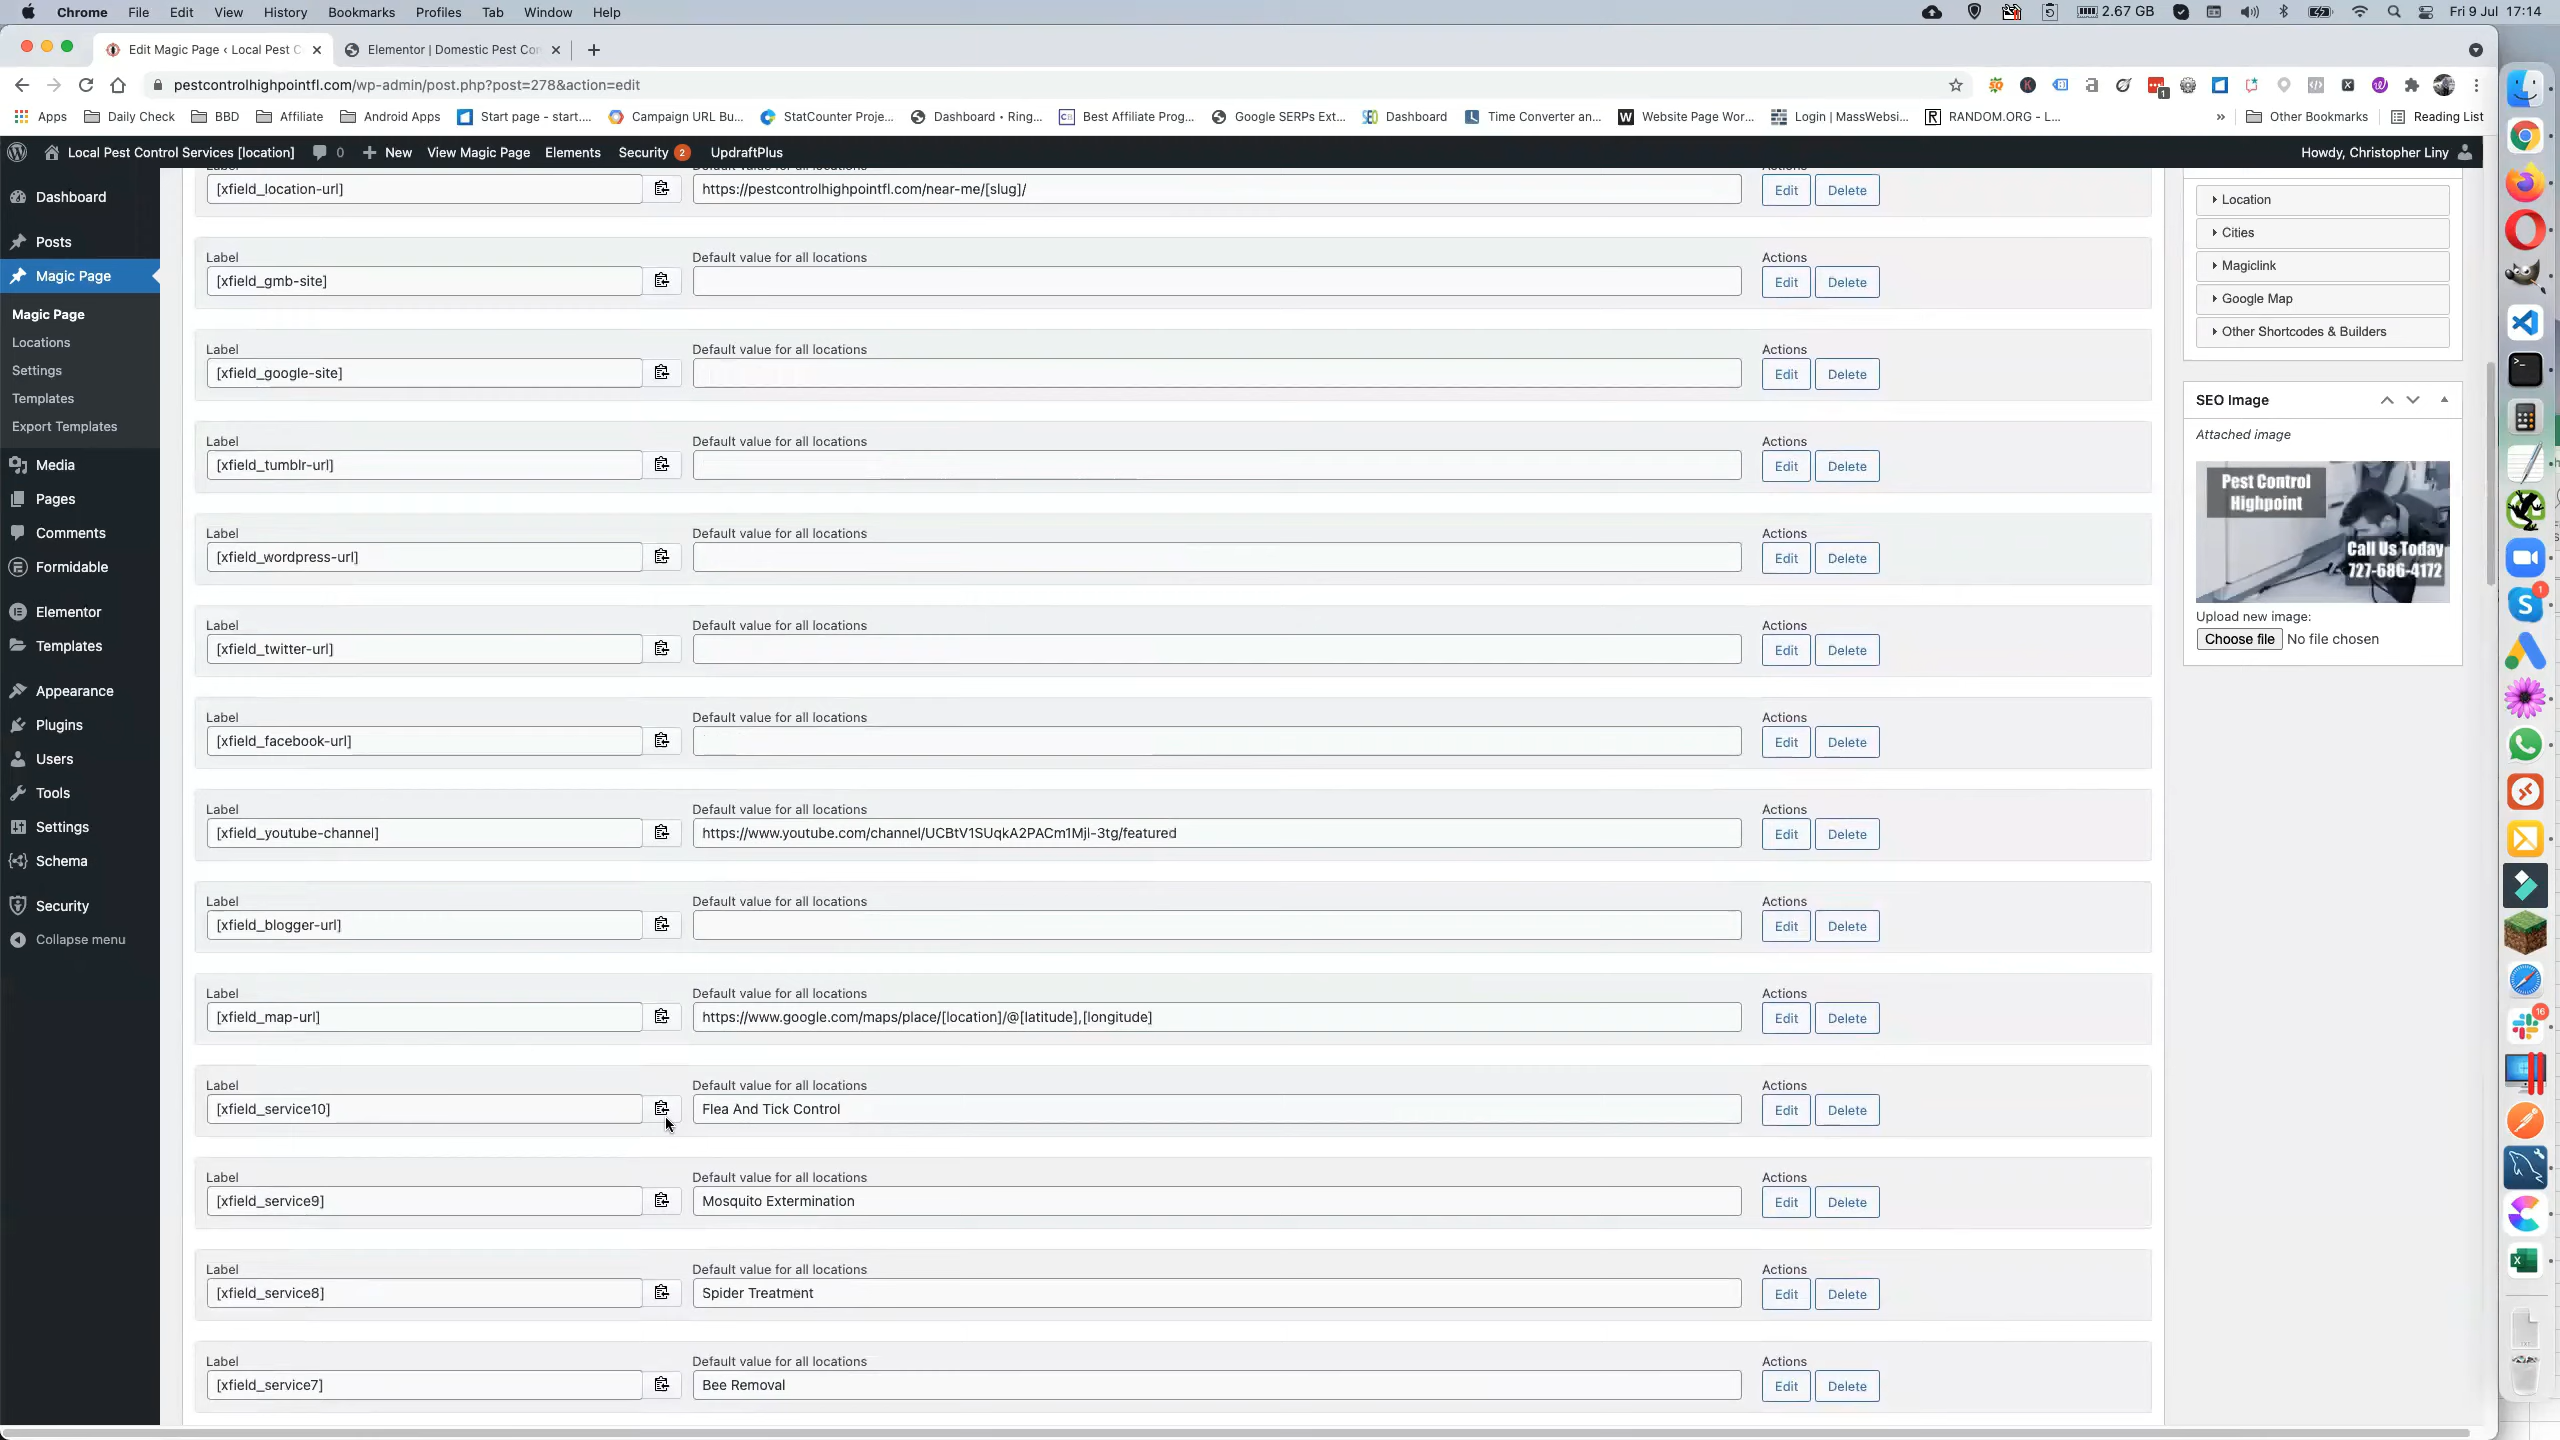 Chrome File Edit View History Bookmarks Profiles Tab Window Help 2.67 GB Fri 9 Jul 17:14
Edit Magic Page ‹ Local Pest C Elementor | Domestic Pest Co
pestcontrolhighpointfl.com/wp-admin/post.php?post=278&action=edit
Apps Daily Check BBD Affiliate Android Apps Start page - start.... Campaign URL Bu... StatCounter Proje... Dashboard • Ring... Best Affiliate Prog... Google SERPs Ext... Dashboard Time Converter an... Website Page Wor... Login | MassWebsi... RANDOM.ORG - L... » Other Bookmarks Reading List
Local Pest Control Services [location] 0 New View Magic Page Elements Security 2 UpdraftPlus Howdy, Christopher Liny
Dashboard
Posts
Magic Page
Magic Page
Locations
Settings
Templates
Export Templates
Media
Pages
Comments
Formidable
Elementor
Templates
Appearance
Plugins
Users
Tools
Settings
Schema
Security
Collapse menu
Label Default value for all locations Actions
[xfield_location-url] https://pestcontrolhighpointfl.com/near-me/[slug]/ Edit Delete
Label Default value for all locations Actions
[xfield_gmb-site] Edit Delete
Label Default value for all locations Actions
[xfield_google-site] Edit Delete
Label Default value for all locations Actions
[xfield_tumblr-url] Edit Delete
Label Default value for all locations Actions
[xfield_wordpress-url] Edit Delete
Label Default value for all locations Actions
[xfield_twitter-url] Edit Delete
Label Default value for all locations Actions
[xfield_facebook-url] Edit Delete
Label Default value for all locations Actions
[xfield_youtube-channel] https://www.youtube.com/channel/UCBtV1SUqkA2PACm1Mjl-3tg/featured Edit Delete
Label Default value for all locations Actions
[xfield_blogger-url] Edit Delete
Label Default value for all locations Actions
[xfield_map-url] https://www.google.com/maps/place/[location]/@[latitude],[longitude] Edit Delete
Label Default value for all locations Actions
[xfield_service10] Flea And Tick Control Edit Delete
Label Default value for all locations Actions
[xfield_service9] Mosquito Extermination Edit Delete
Label Default value for all locations Actions
[xfield_service8] Spider Treatment Edit Delete
Label Default value for all locations Actions
[xfield_service7] Bee Removal Edit Delete
Location
Cities
Magiclink
Google Map
Other Shortcodes & Builders
SEO Image
Attached image
Pest Control
Highpoint
Call Us Today
727-686-4172
Upload new image:
Choose file No file chosen
1
16